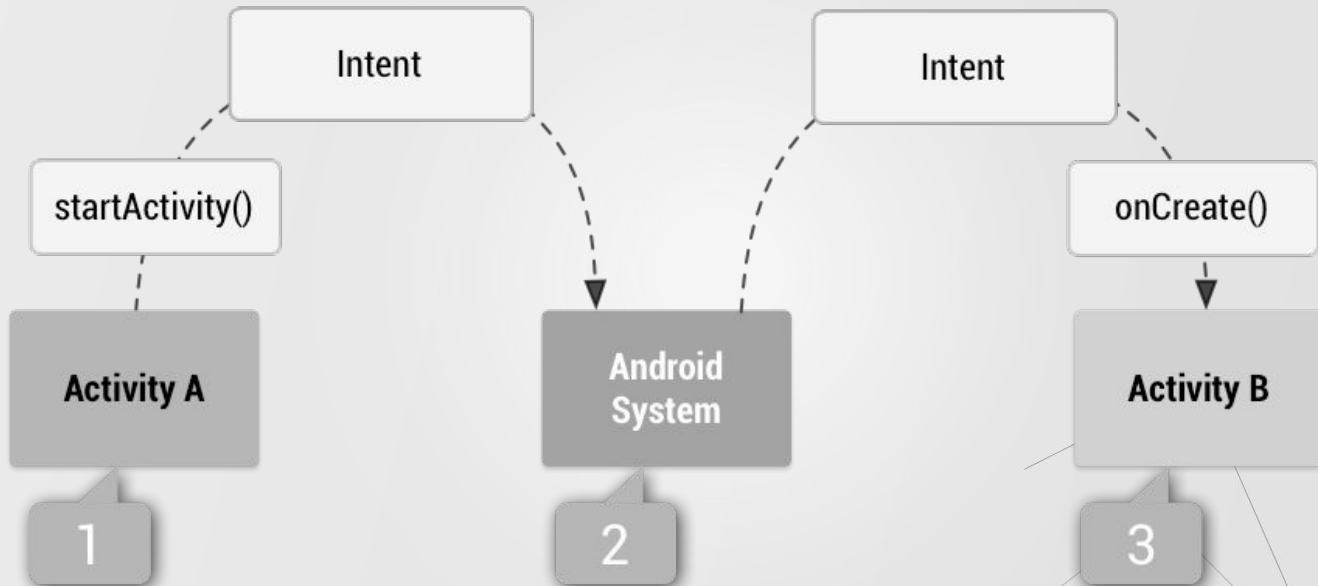 Intent
Intent
startActivity()
onCreate()
Activity A
Android
System
Activity B
1
2
3